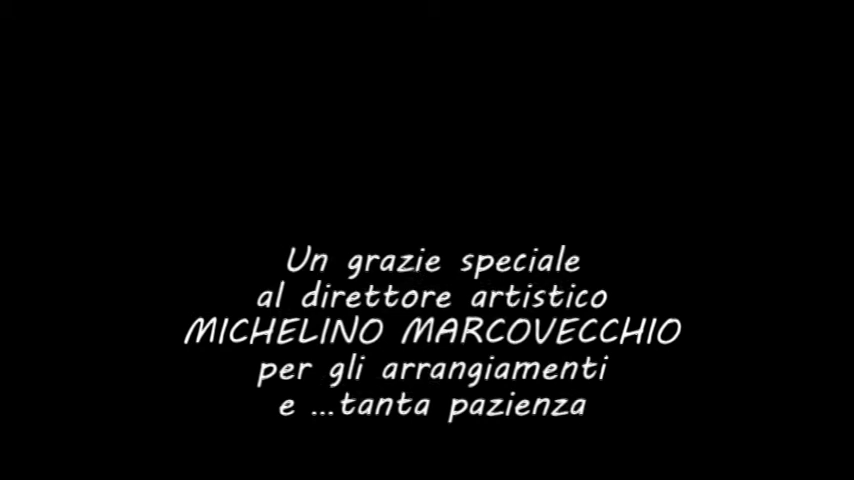 Un grazie speciale
al direttore artistico
MICHELINO MARCOVECCHIO
per gli arrangiamenti
e ...tanta pazienza